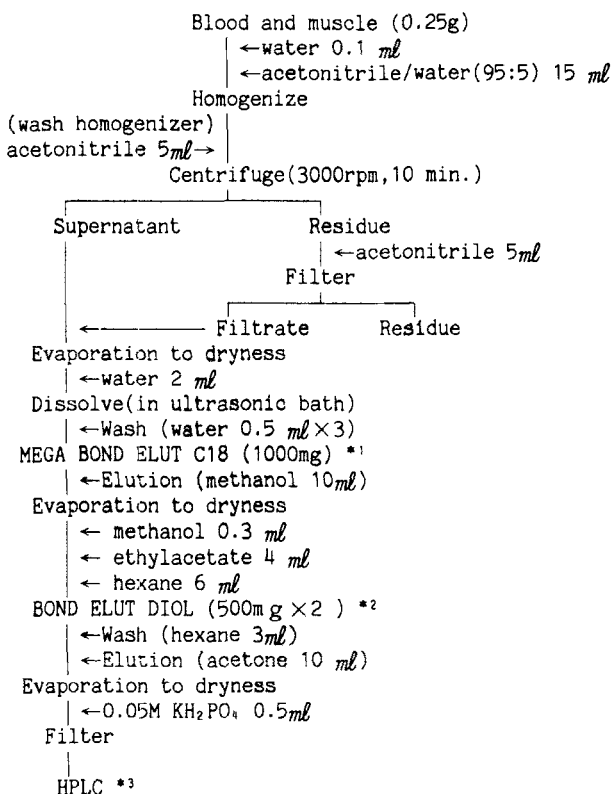 Blood and muscle (0.25g)
←water 0.1 ml
←acetonitrile/water(95:5) 15 ml
Homogenize
(wash homogenizer)
acetonitrile 5ml→
Centrifuge(3000rpm,10 min.)
Supernatant Residue
←acetonitrile 5ml
Filter
← Filtrate Residue
Evaporation to dryness
←water 2 ml
Dissolve(in ultrasonic bath)
←Wash (water 0.5 ml×3)
MEGA BOND ELUT C18 (1000mg) *1
←Elution (methanol 10ml)
Evaporation to dryness
← methanol 0.3 ml
← ethylacetate 4 ml
← hexane 6 ml
BOND ELUT DIOL (500mg ×2 ) *2
←Wash (hexane 3ml)
←Elution (acetone 10 ml)
Evaporation to dryness
←0.05M KH₂PO₄ 0.5ml
Filter
HPLC *3